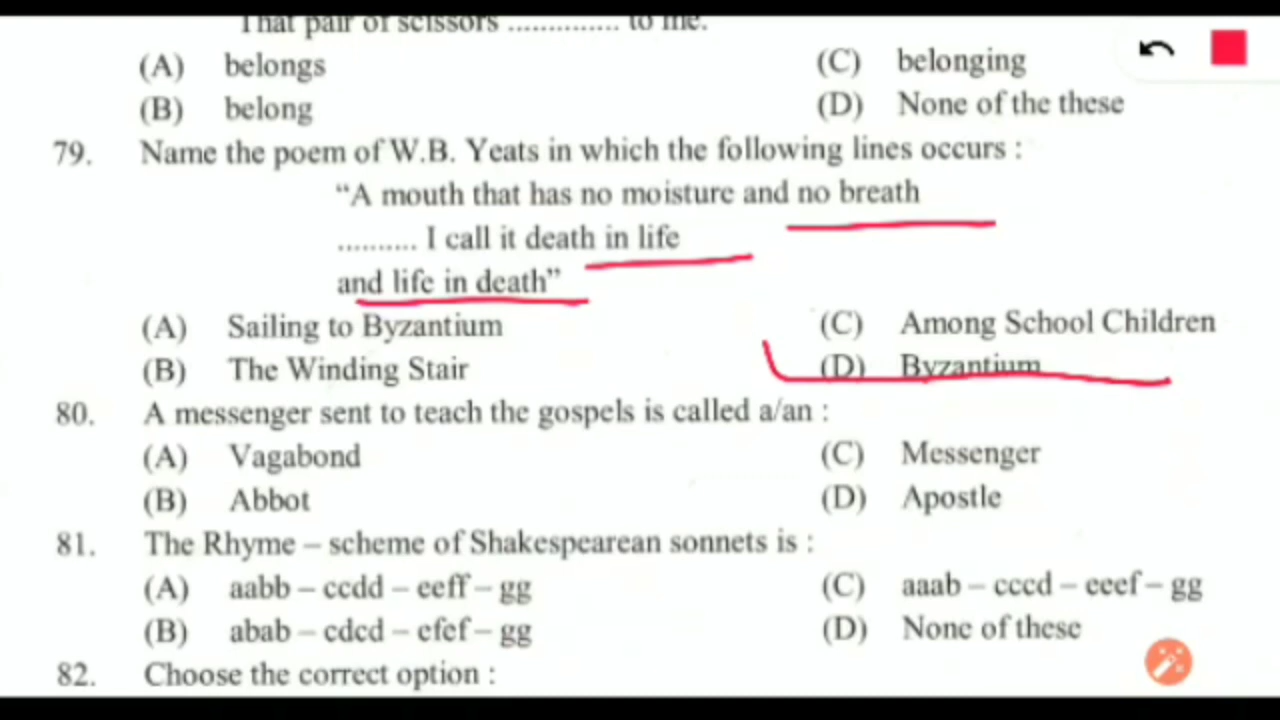 That pair of scissors .............. to me.
(A) belongs (C) belonging
(B) belong (D) None of the these
79. Name the poem of W.B. Yeats in which the following lines occurs :
“A mouth that has no moisture and no breath
.......... I call it death in life
and life in death”
(A) Sailing to Byzantium (C) Among School Children
(B) The Winding Stair (D) Byzantium
80. A messenger sent to teach the gospels is called a/an :
(A) Vagabond (C) Messenger
(B) Abbot (D) Apostle
81. The Rhyme – scheme of Shakespearean sonnets is :
(A) aabb – ccdd – eeff – gg (C) aaab – cccd – eeef – gg
(B) abab – cdcd – efef – gg (D) None of these
82. Choose the correct option :